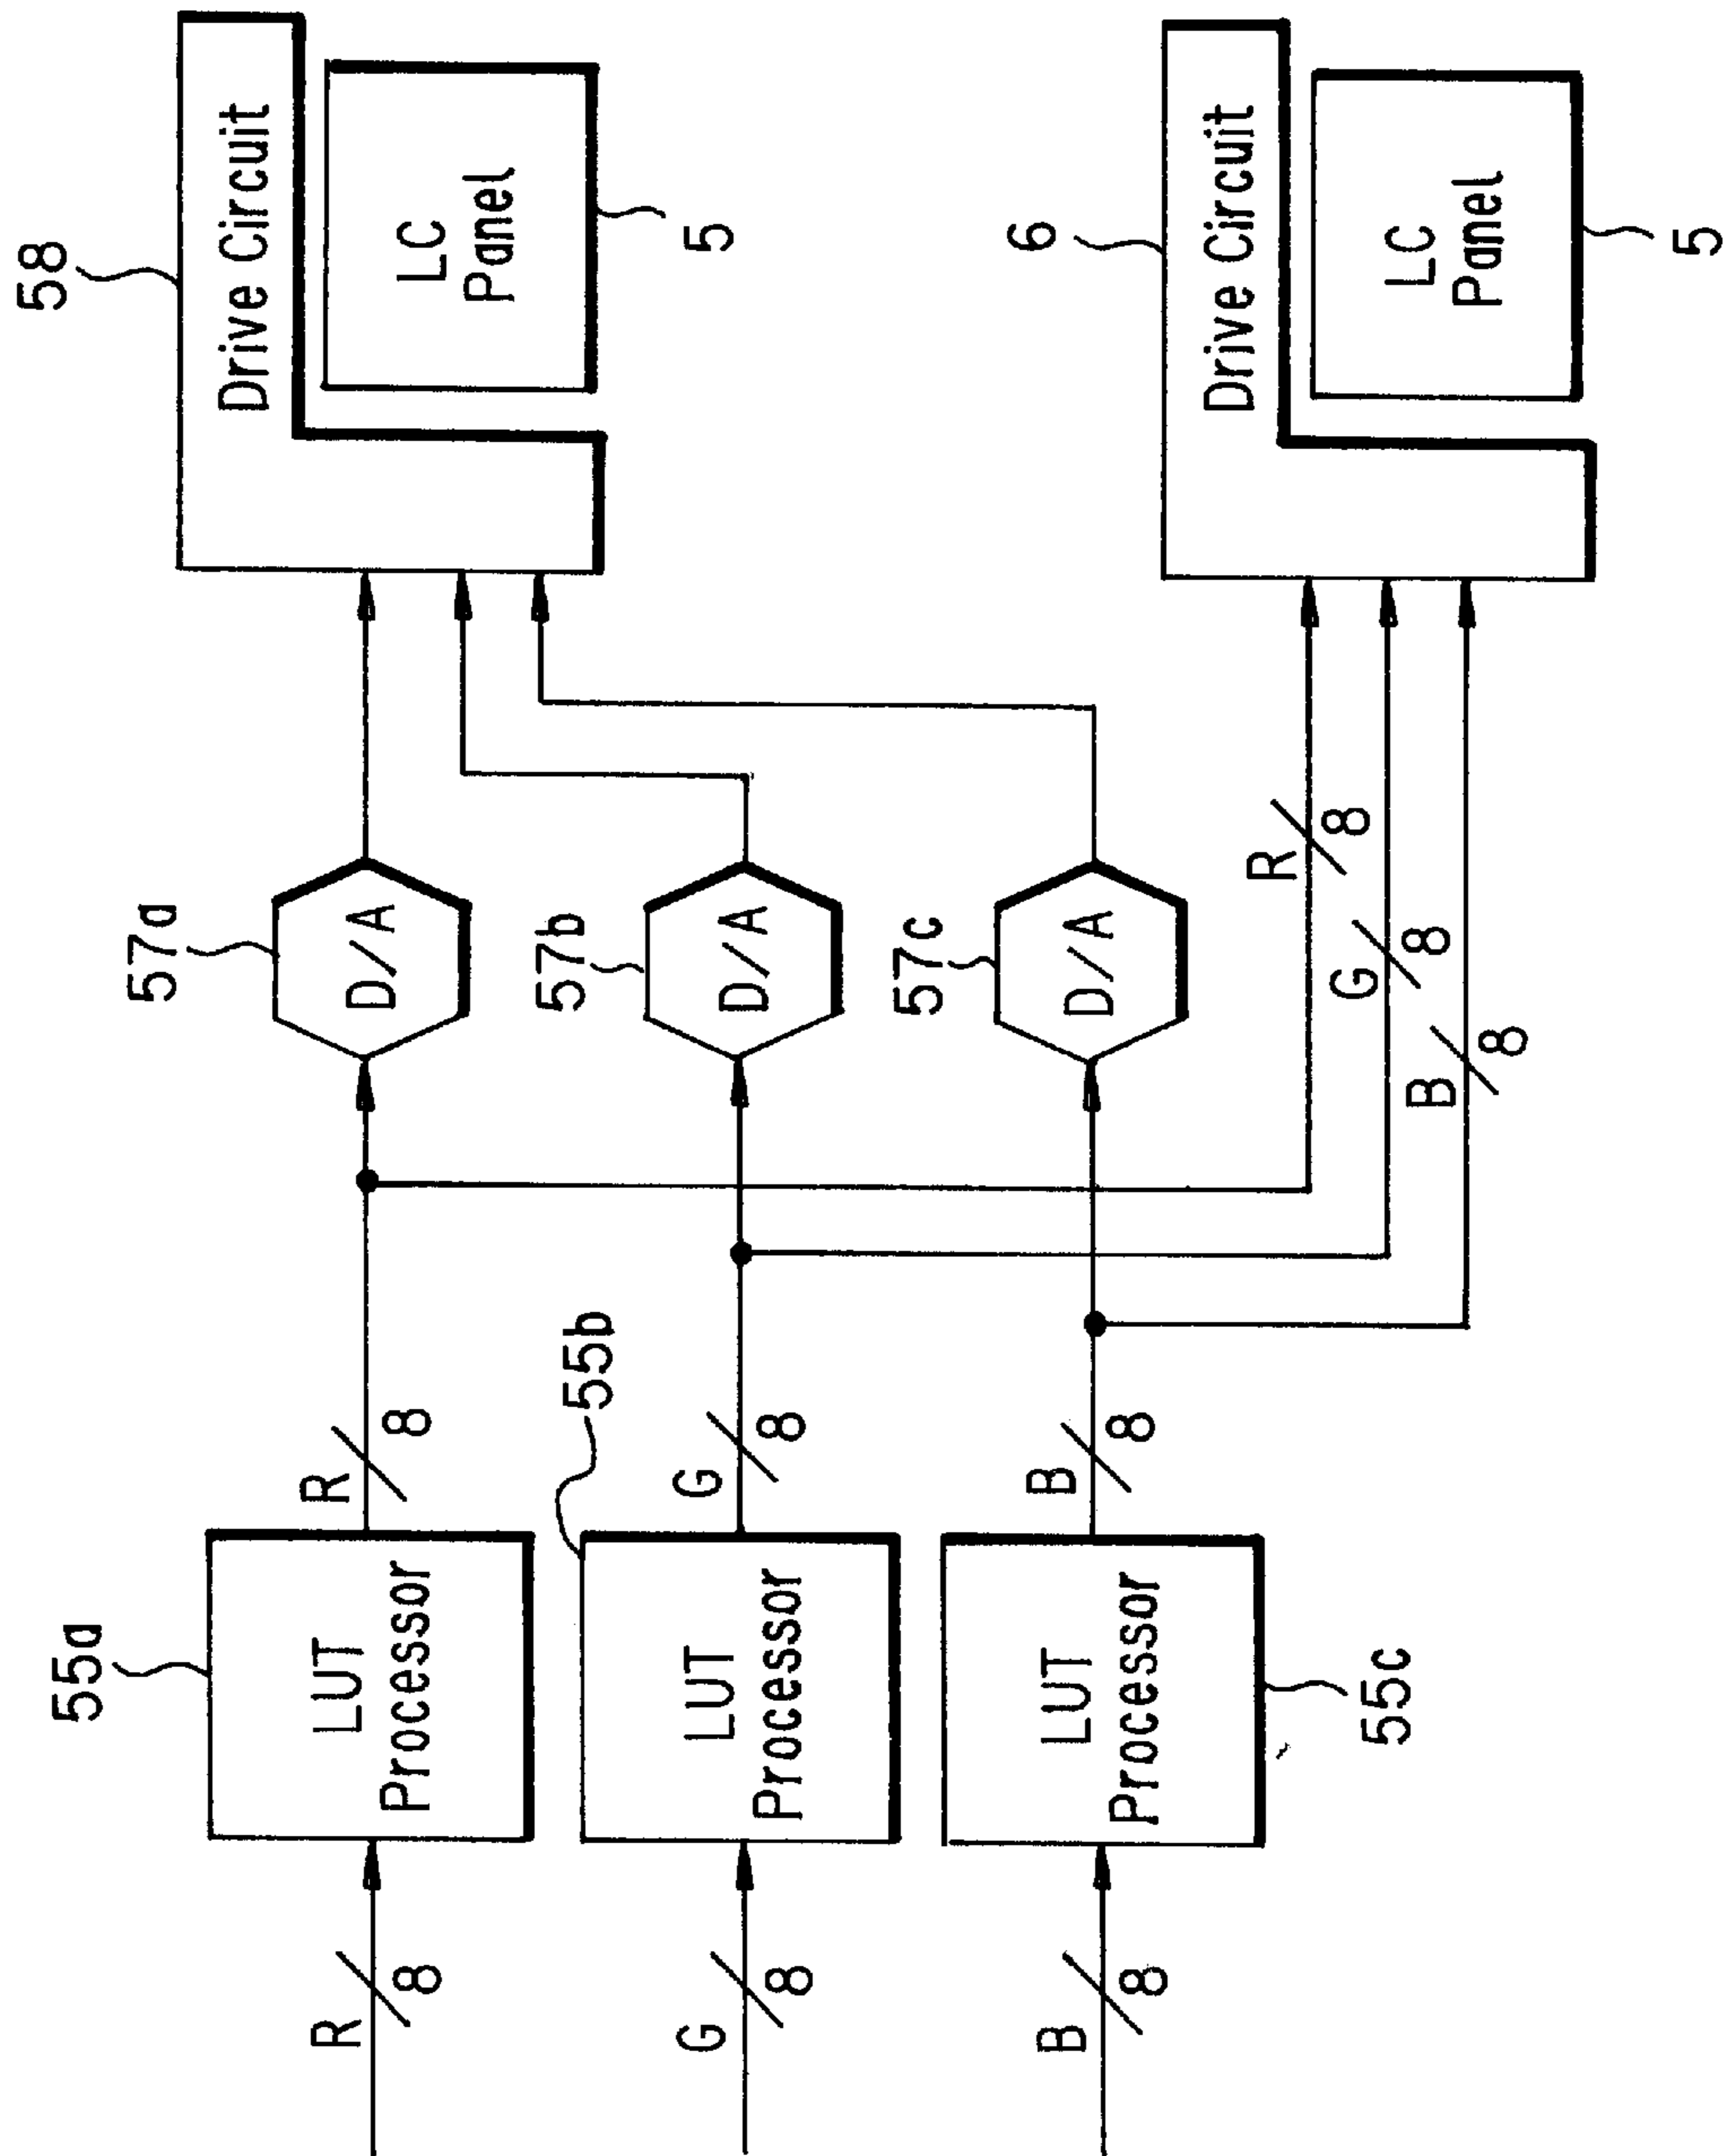 58
Drive Circuit
LC
Panel
5
57a
D/A
57b
D/A
57c
D/A
R
8
G
8
B
8
6
Drive Circuit
LC
Panel
5
55a
LUT
Processor
R
8
R
8
55b
LUT
Processor
G
8
G
8
55c
LUT
Processor
B
8
B
8